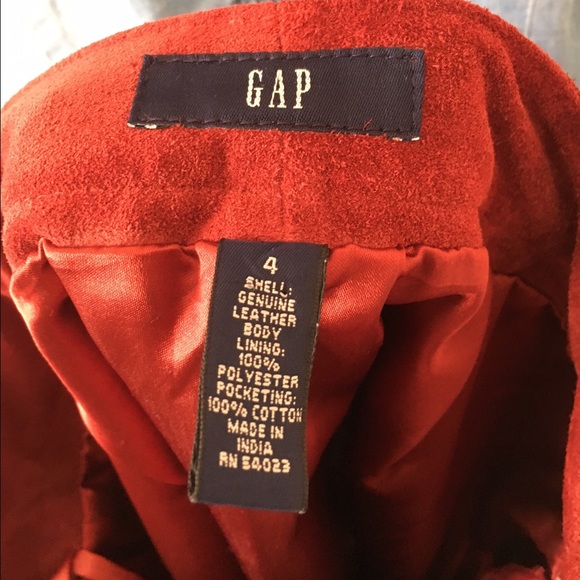 GAP
4
SHELL:
GENUINE
LEATHER
BODY
LINING:
100%
POLYESTER
POCKETING:
100% COTTON
MADE IN
INDIA
RN 54023